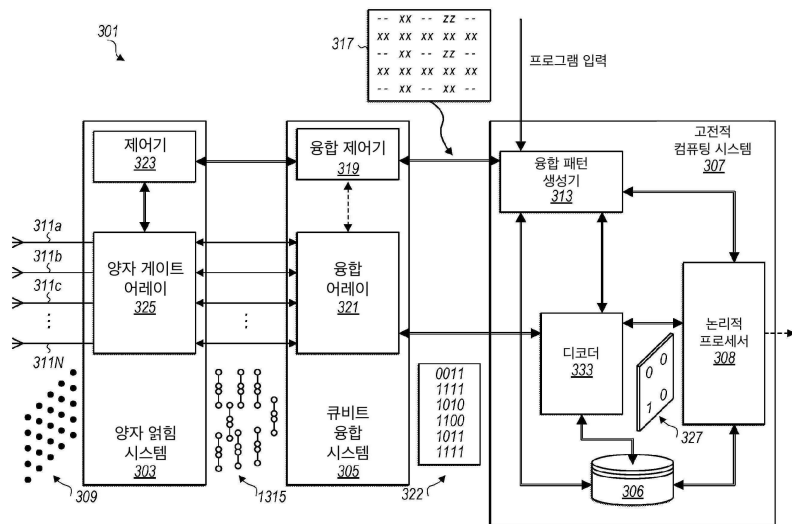 301
317
-- xx -- zz --
xx xx xx xx xx
-- xx -- zz --
xx xx xx xx xx
-- xx -- xx --
프로그램 입력
제어기
323
융합 제어기
319
고전적
컴퓨팅 시스템
307
융합 패턴
생성기
313
311a
311b
311c
⋮
311N
양자 게이트
어레이
325
⋮
융합
어레이
321
디코더
333
논리적
프로세서
308
0 0
1 0
327
0011
1111
1010
1100
1011
1111
322
양자 얽힘
시스템
303
큐비트
융합 시스템
305
309
1315
306